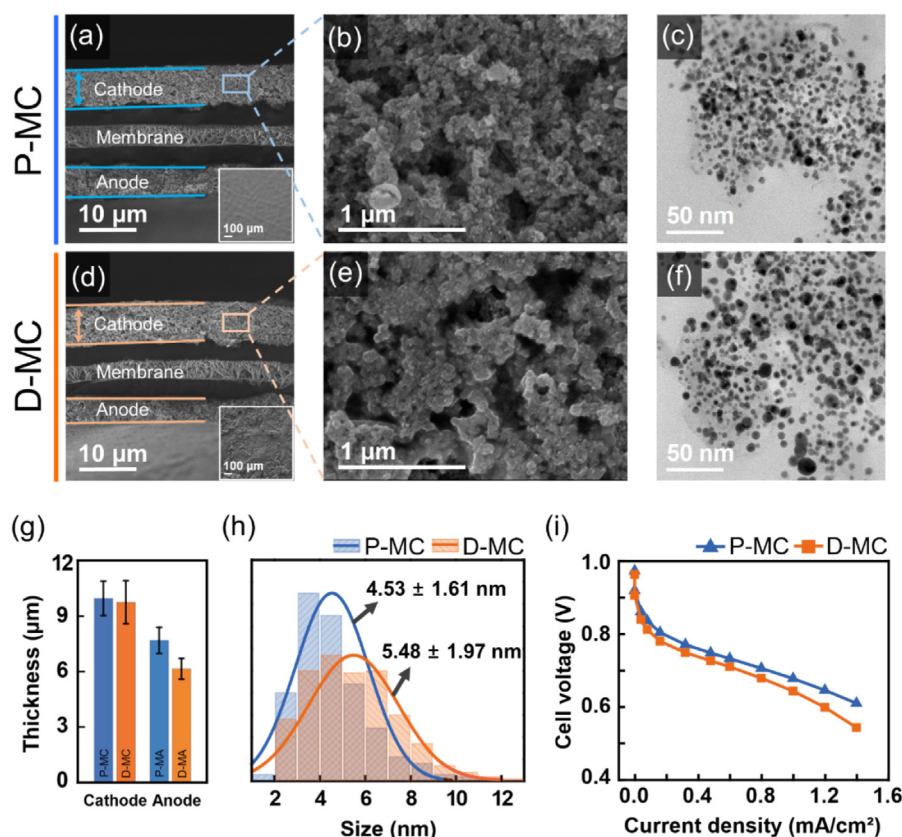 P-MC
(a)
Cathode
Membrane
Anode
10 µm
100 µm
(b)
1 µm
(c)
50 nm
D-MC
(d)
Cathode
Membrane
Anode
10 µm
100 µm
(e)
1 µm
(f)
50 nm
(g)
Thickness (µm)
12
9
6
3
0
P-MC
D-MC
P-MA
D-MA
Cathode Anode
(h)
P-MC D-MC
4.53 ± 1.61 nm
5.48 ± 1.97 nm
2 4 6 8 10 12
Size (nm)
(i)
P-MC D-MC
Cell voltage (V)
1.0
0.8
0.6
0.4
0.0 0.4 0.8 1.2 1.6
Current density (mA/cm²)